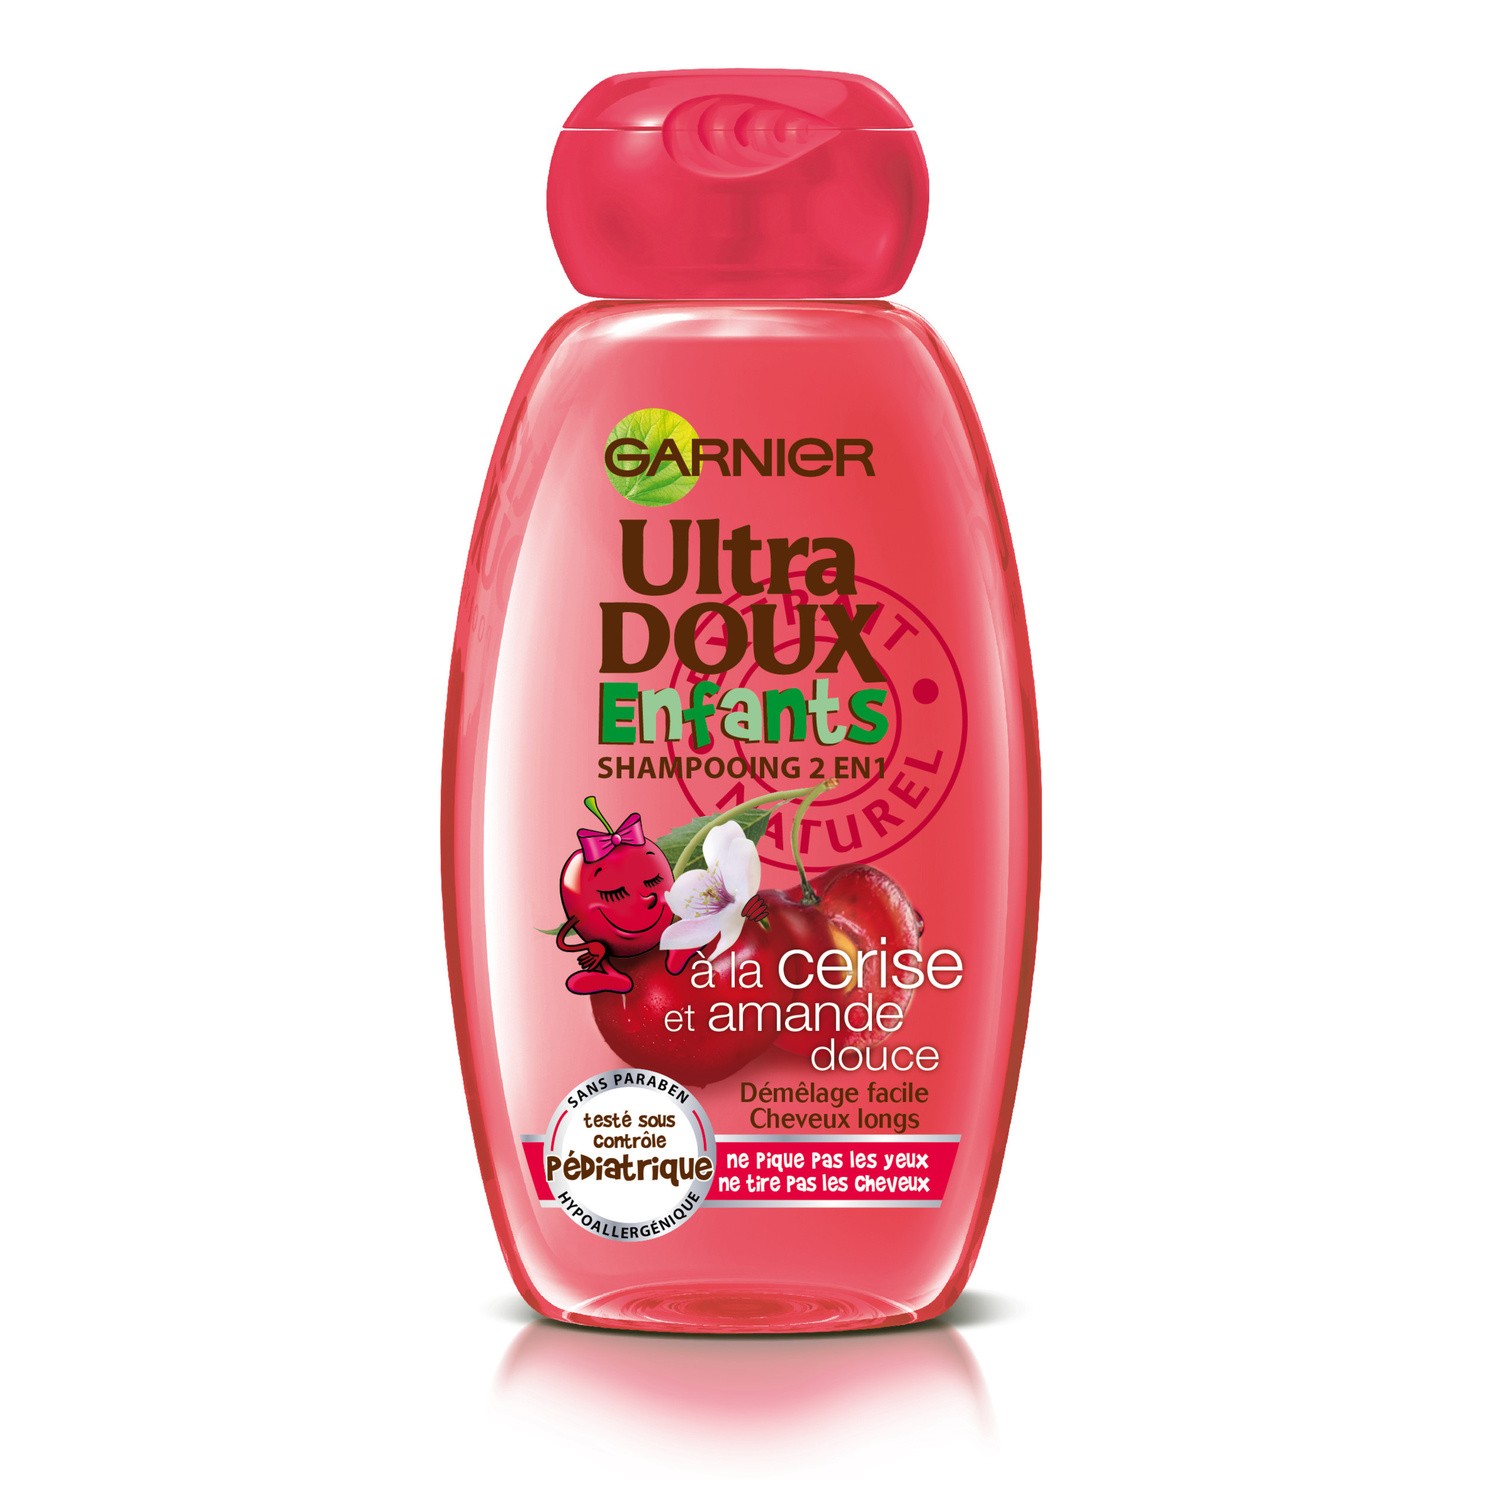 GARNIER
Ultra
DOUX
Enfants
SHAMPOOING 2 EN1
EXTRAIT
NATUREL
à la cerise
et amande
douce
Démêlage facile
Cheveux longs
SANS PARABEN
testé sous
contrôle
Pédiatrique
HYPOALLERGÉNIQUE
ne pique pas les yeux
ne tire pas les cheveux